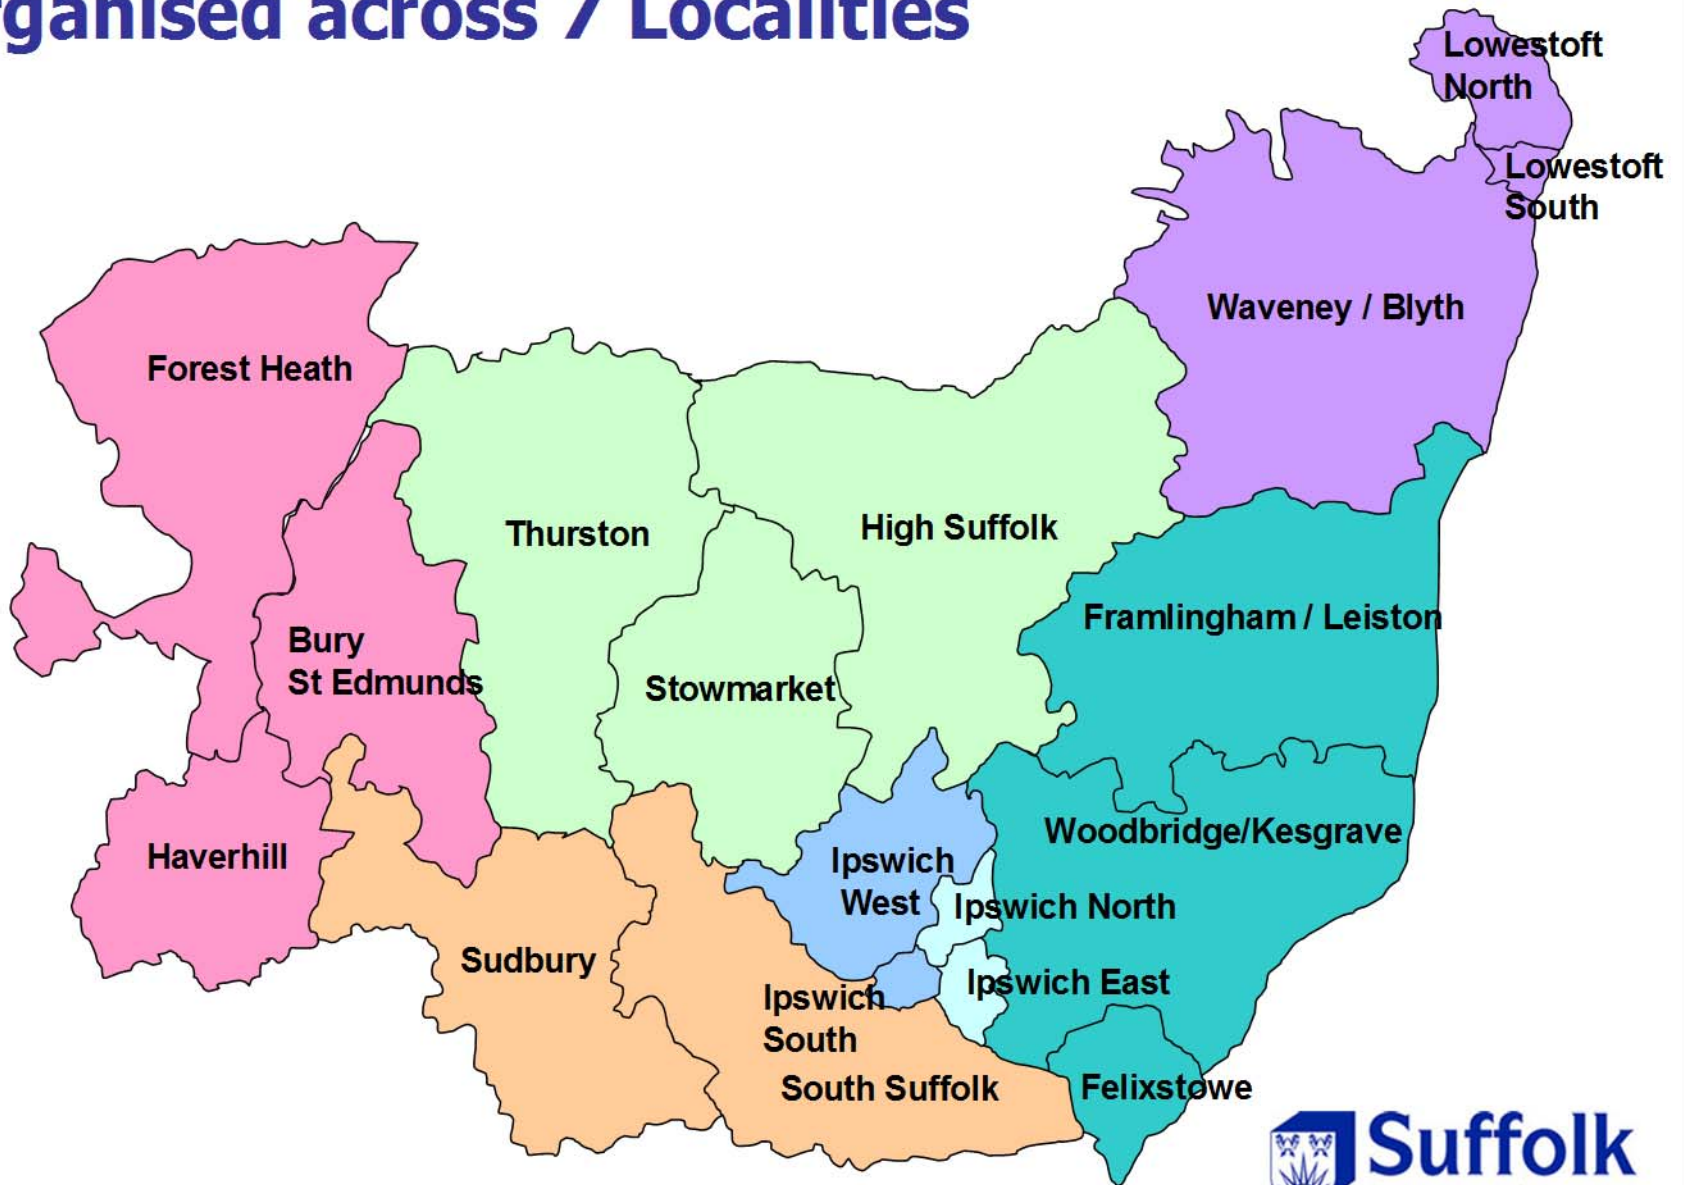 rganised across 7 Localities
Lowestoft
North
Lowestoft
South
Waveney / Blyth
Forest Heath
Thurston
High Suffolk
Framlingham / Leiston
Bury
St Edmunds
Stowmarket
Woodbridge/Kesgrave
Haverhill
Ipswich
West
Ipswich North
Sudbury
Ipswich East
Ipswich
South
South Suffolk
Felixstowe
Suffolk